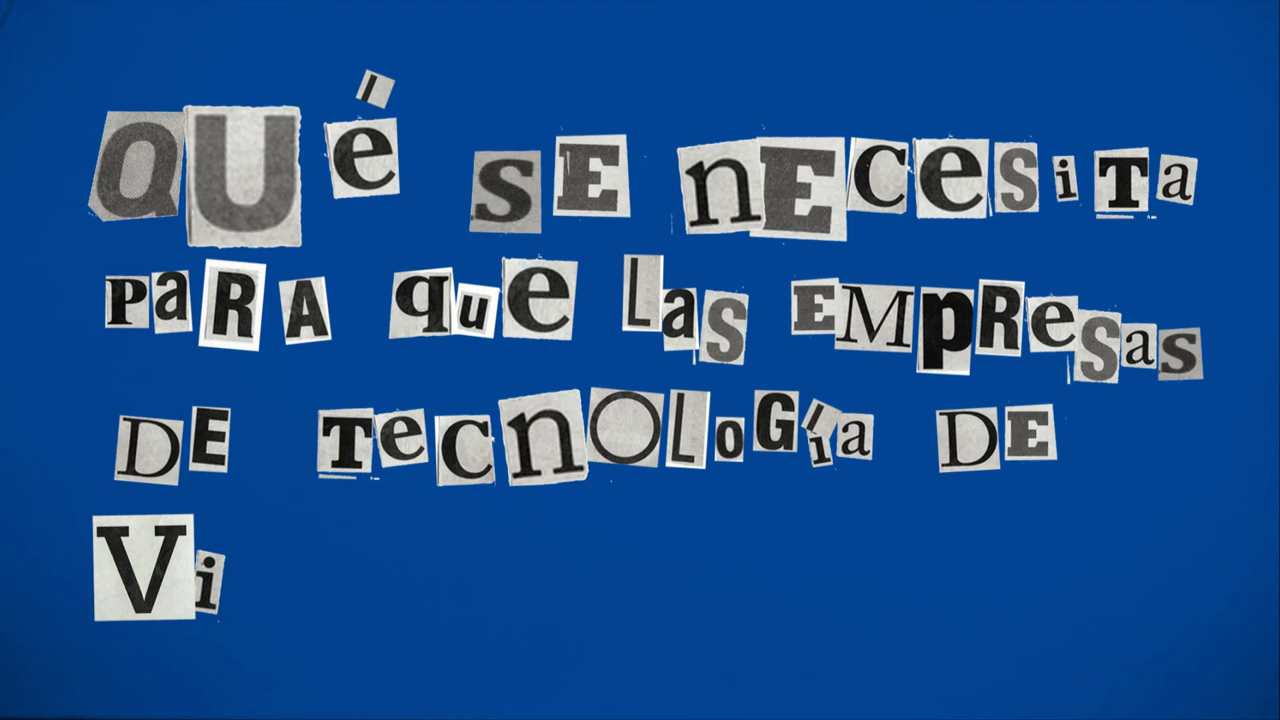 QUé SE nECeSiTa
PaRA que Las EMpResas
DE TecnOLoGía DE
Vi